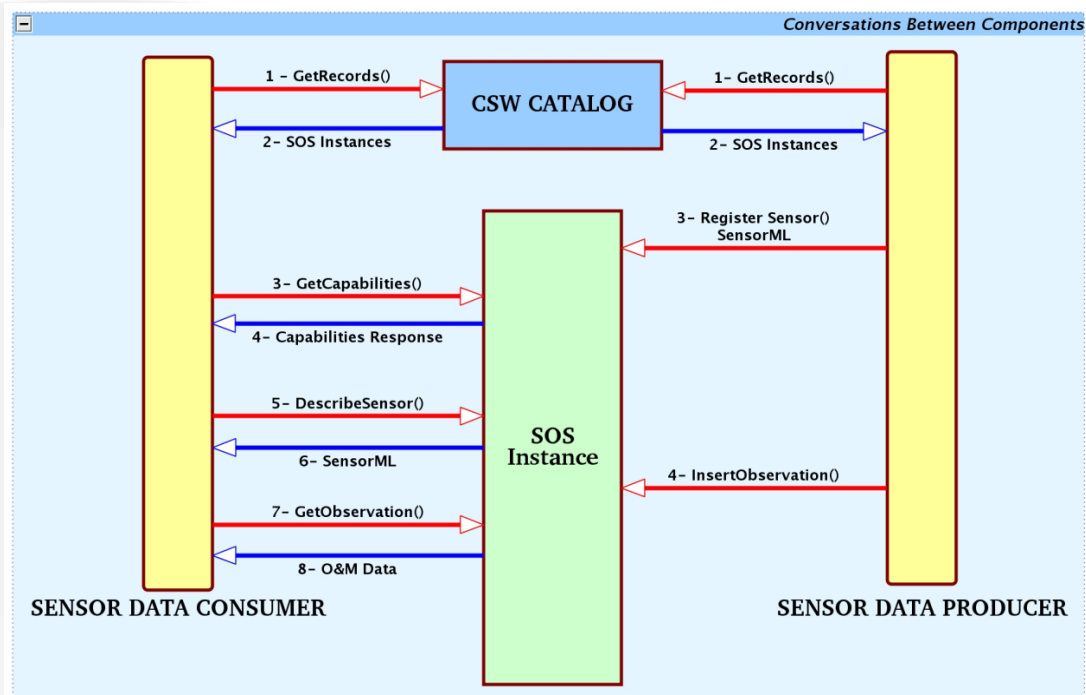 Conversations Between Components
1 - GetRecords()
CSW CATALOG
1- GetRecords()
2- SOS Instances
2- SOS Instances
3- Register Sensor()
SensorML
3- GetCapabilities()
4- Capabilities Response
5- DescribeSensor()
SOS
Instance
6- SensorML
4- InsertObservation()
7- GetObservation()
8- O&M Data
SENSOR DATA CONSUMER
SENSOR DATA PRODUCER